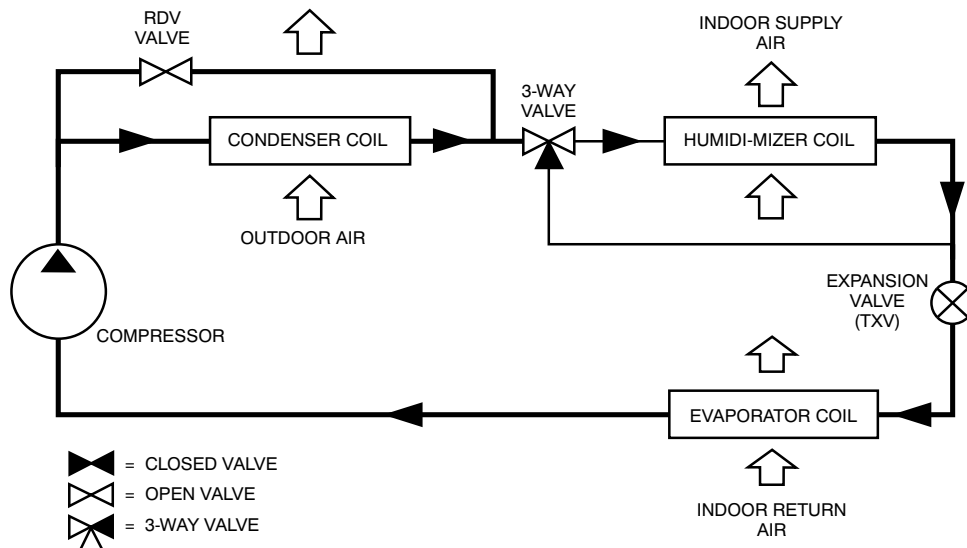 RDV
VALVE
INDOOR SUPPLY
AIR
3-WAY
VALVE
CONDENSER COIL
HUMIDI-MIZER COIL
OUTDOOR AIR
EXPANSION
VALVE
(TXV)
COMPRESSOR
EVAPORATOR COIL
= CLOSED VALVE
= OPEN VALVE
= 3-WAY VALVE
INDOOR RETURN
AIR